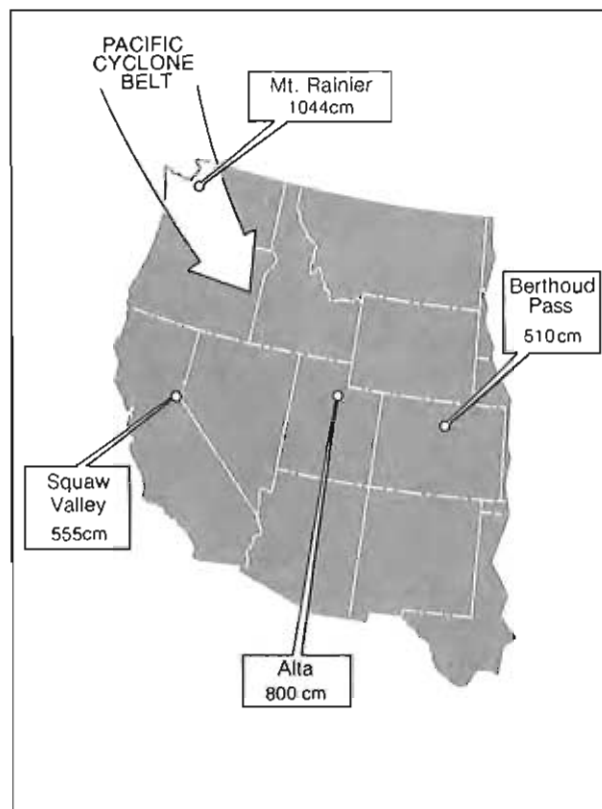 PACIFIC
CYCLONE
BELT
Mt. Rainier
1044cm
Berthoud
Pass
510cm
Squaw
Valley
555cm
Alta
800 cm